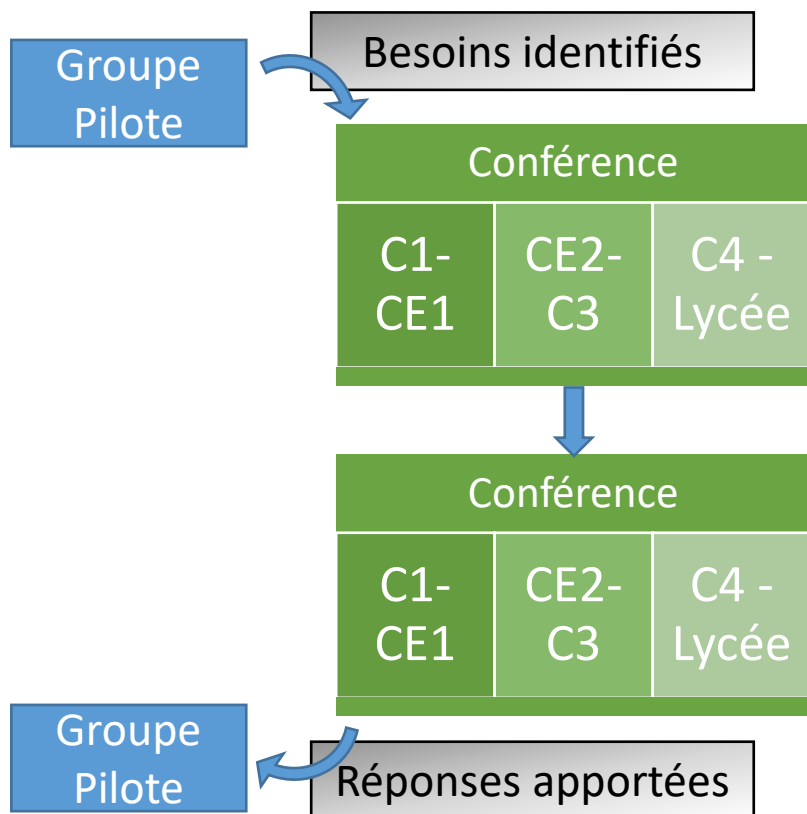 Groupe
Pilote
Besoins identifiés
Conférence
C1-
CE1
CE2-
C3
C4 -
Lycée
Conférence
C1-
CE1
CE2-
C3
C4 -
Lycée
Groupe
Pilote
Réponses apportées